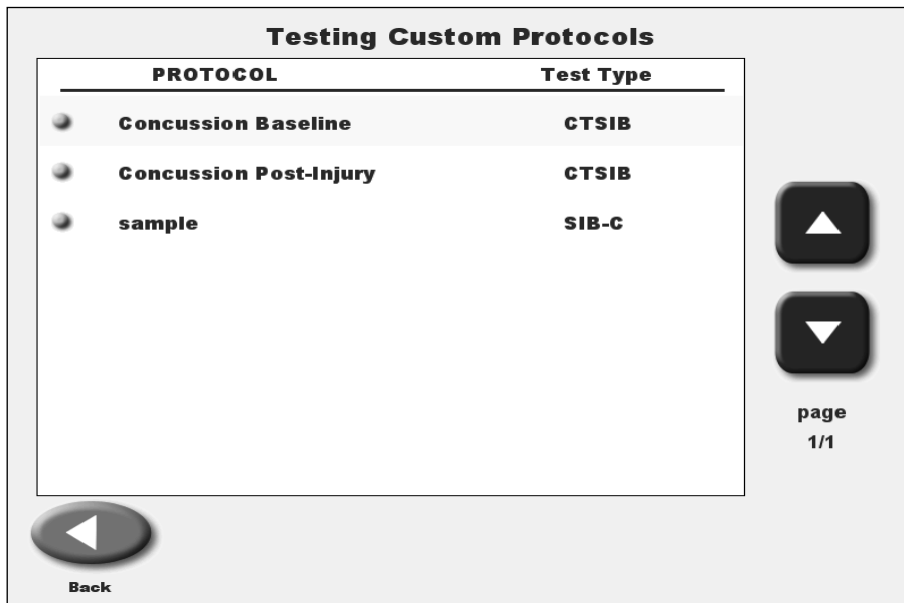 Testing Custom Protocols
PROTOCOL Test Type
Concussion Baseline CTSIB
Concussion Post-Injury CTSIB
sample SIB-C
page
1/1
Back